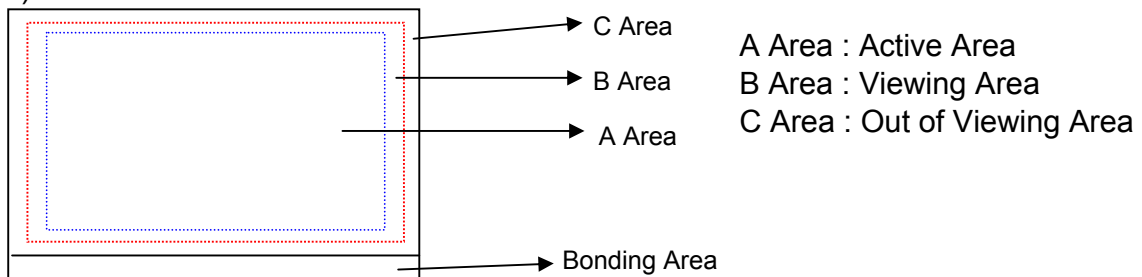 C Area
B Area
A Area
Bonding Area
A Area : Active Area
B Area : Viewing Area
C Area : Out of Viewing Area